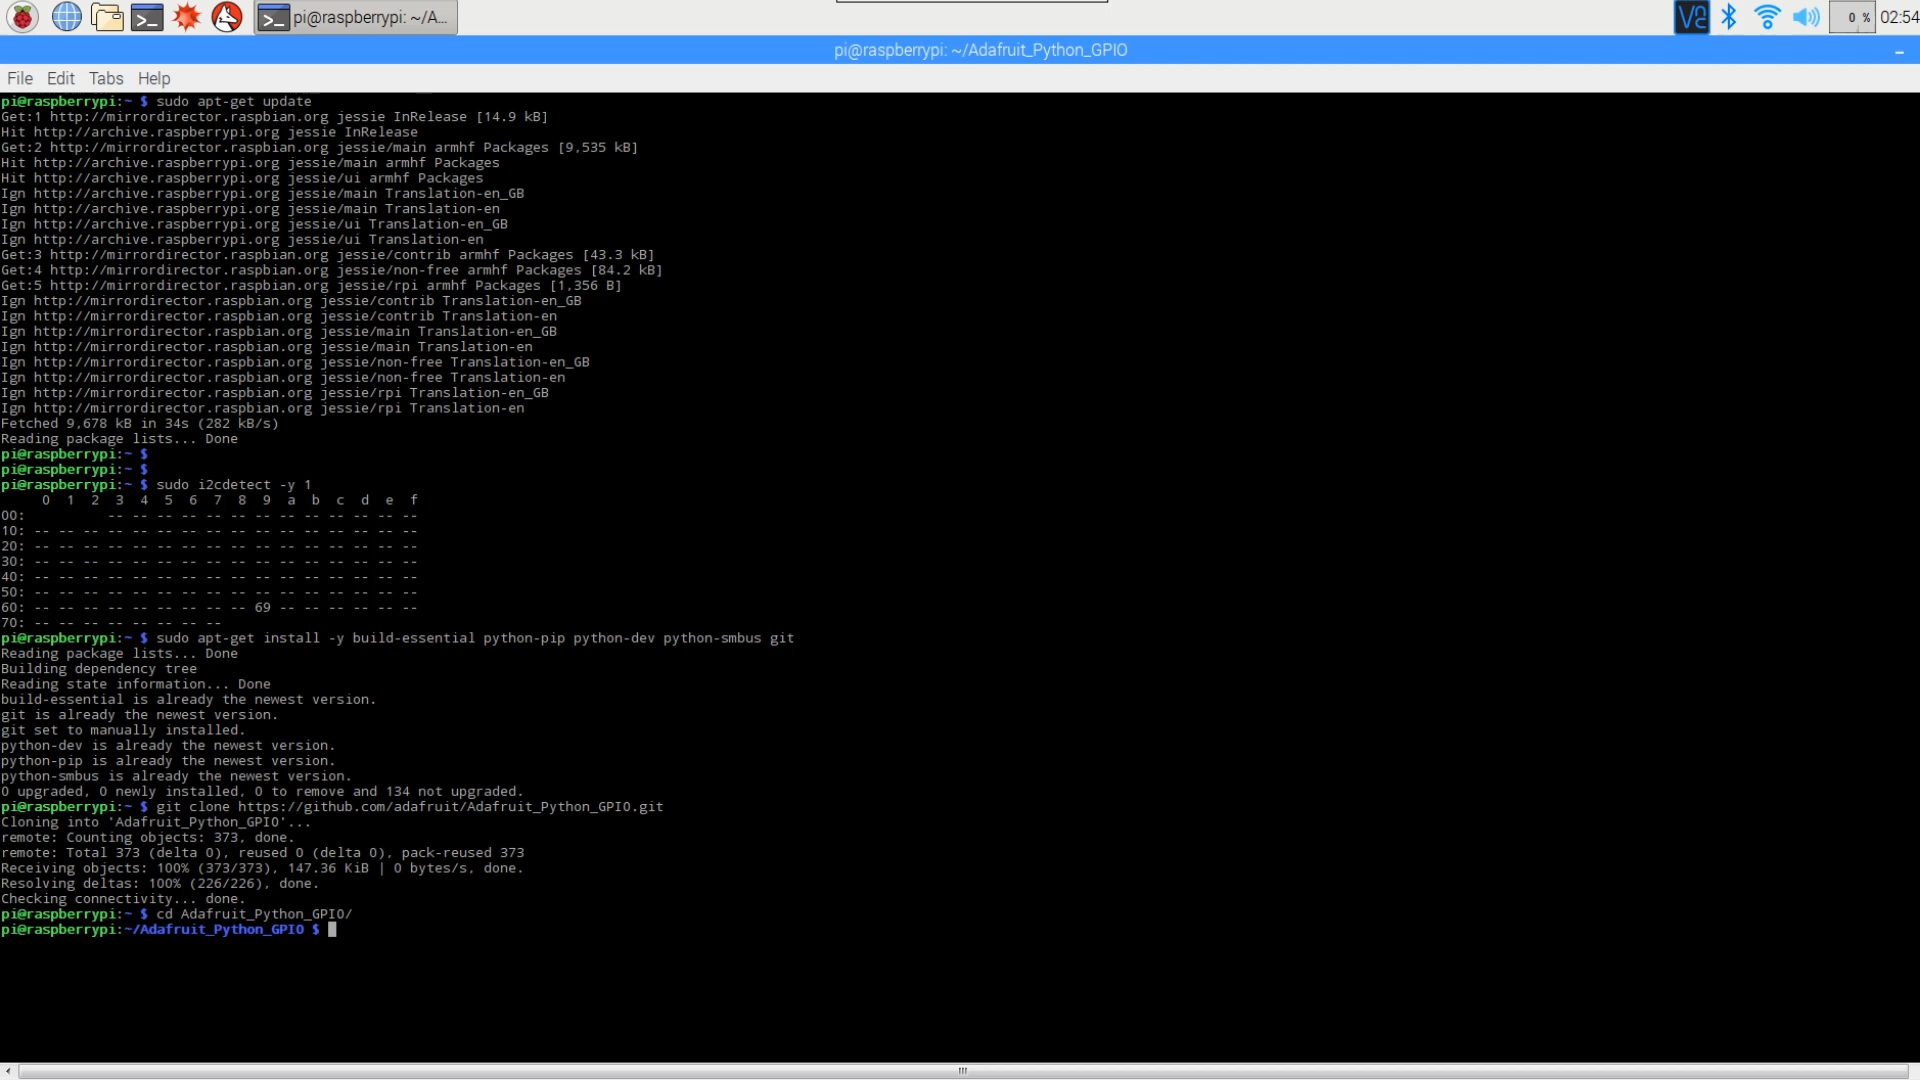 pi@raspberrypi: ~/A...
0 %
02:54
pi@raspberrypi: ~/Adafruit_Python_GPIO
File Edit Tabs Help
pi@raspberrypi:~ $ sudo apt-get update
Get:1 http://mirrordirector.raspbian.org jessie InRelease [14.9 kB]
Hit http://archive.raspberrypi.org jessie InRelease
Get:2 http://mirrordirector.raspbian.org jessie/main armhf Packages [9,535 kB]
Hit http://archive.raspberrypi.org jessie/main armhf Packages
Hit http://archive.raspberrypi.org jessie/ui armhf Packages
Ign http://archive.raspberrypi.org jessie/main Translation-en_GB
Ign http://archive.raspberrypi.org jessie/main Translation-en
Ign http://archive.raspberrypi.org jessie/ui Translation-en_GB
Ign http://archive.raspberrypi.org jessie/ui Translation-en
Get:3 http://mirrordirector.raspbian.org jessie/contrib armhf Packages [43.3 kB]
Get:4 http://mirrordirector.raspbian.org jessie/non-free armhf Packages [84.2 kB]
Get:5 http://mirrordirector.raspbian.org jessie/rpi armhf Packages [1,356 B]
Ign http://mirrordirector.raspbian.org jessie/contrib Translation-en_GB
Ign http://mirrordirector.raspbian.org jessie/contrib Translation-en
Ign http://mirrordirector.raspbian.org jessie/main Translation-en_GB
Ign http://mirrordirector.raspbian.org jessie/main Translation-en
Ign http://mirrordirector.raspbian.org jessie/non-free Translation-en_GB
Ign http://mirrordirector.raspbian.org jessie/non-free Translation-en
Ign http://mirrordirector.raspbian.org jessie/rpi Translation-en_GB
Ign http://mirrordirector.raspbian.org jessie/rpi Translation-en
Fetched 9,678 kB in 34s (282 kB/s)
Reading package lists... Done
pi@raspberrypi:~ $
pi@raspberrypi:~ $
pi@raspberrypi:~ $ sudo i2cdetect -y 1
     0  1  2  3  4  5  6  7  8  9  a  b  c  d  e  f
00:          -- -- -- -- -- -- -- -- -- -- -- -- --
10: -- -- -- -- -- -- -- -- -- -- -- -- -- -- -- --
20: -- -- -- -- -- -- -- -- -- -- -- -- -- -- -- --
30: -- -- -- -- -- -- -- -- -- -- -- -- -- -- -- --
40: -- -- -- -- -- -- -- -- -- -- -- -- -- -- -- --
50: -- -- -- -- -- -- -- -- -- -- -- -- -- -- -- --
60: -- -- -- -- -- -- -- -- -- 69 -- -- -- -- -- --
70: -- -- -- -- -- -- -- --
pi@raspberrypi:~ $ sudo apt-get install -y build-essential python-pip python-dev python-smbus git
Reading package lists... Done
Building dependency tree
Reading state information... Done
build-essential is already the newest version.
git is already the newest version.
git set to manually installed.
python-dev is already the newest version.
python-pip is already the newest version.
python-smbus is already the newest version.
0 upgraded, 0 newly installed, 0 to remove and 134 not upgraded.
pi@raspberrypi:~ $ git clone https://github.com/adafruit/Adafruit_Python_GPIO.git
Cloning into 'Adafruit_Python_GPIO'...
remote: Counting objects: 373, done.
remote: Total 373 (delta 0), reused 0 (delta 0), pack-reused 373
Receiving objects: 100% (373/373), 147.36 KiB | 0 bytes/s, done.
Resolving deltas: 100% (226/226), done.
Checking connectivity... done.
pi@raspberrypi:~ $ cd Adafruit_Python_GPIO/
pi@raspberrypi:~/Adafruit_Python_GPIO $